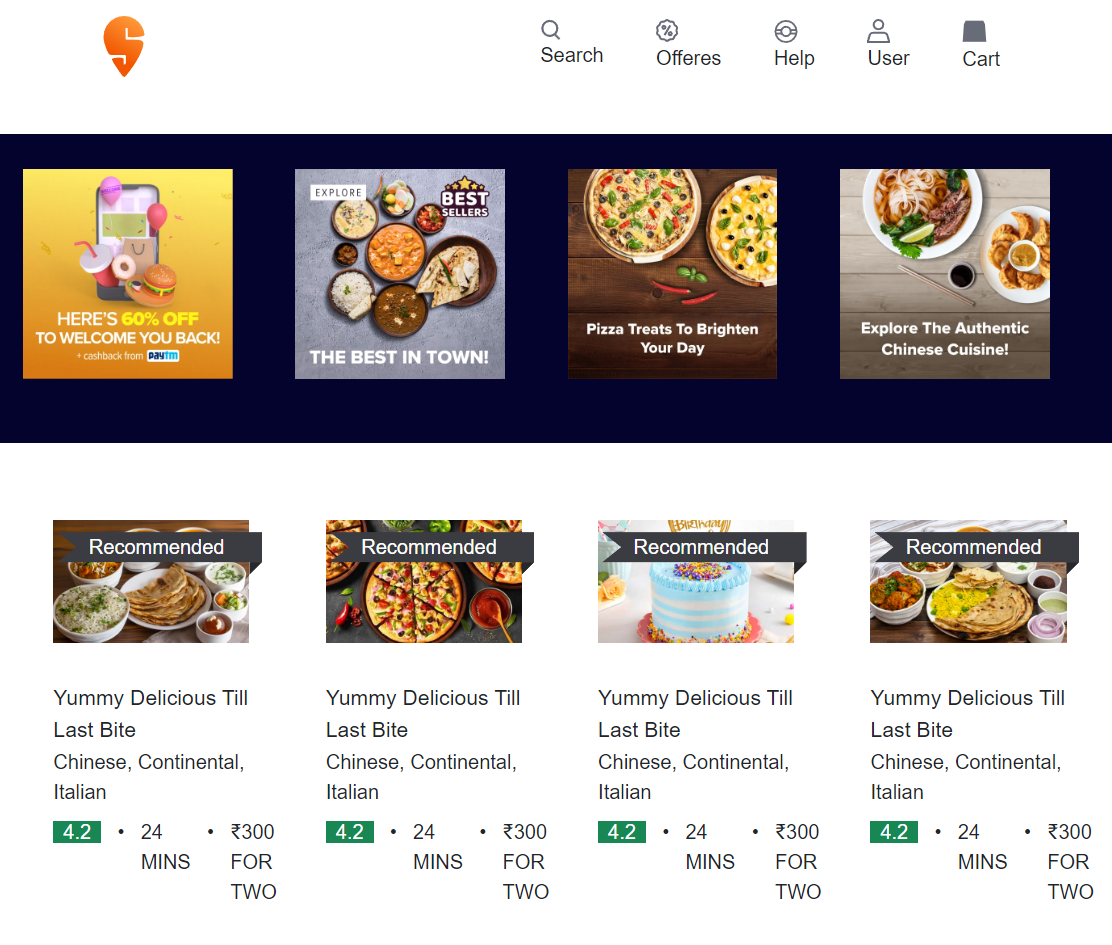 Search
Offeres
Help
User
Cart
HERE'S 60% OFF
TO WELCOME YOU BACK!
+ cashback from paytm
EXPLORE
BEST
SELLERS
THE BEST IN TOWN!
Pizza Treats To Brighten
Your Day
Explore The Authentic
Chinese Cuisine!
Recommended
Yummy Delicious Till
Last Bite
Chinese, Continental,
Italian
4.2 • 24 MINS • ₹300 FOR TWO
Recommended
Yummy Delicious Till
Last Bite
Chinese, Continental,
Italian
4.2 • 24 MINS • ₹300 FOR TWO
Recommended
Birthday
Yummy Delicious Till
Last Bite
Chinese, Continental,
Italian
4.2 • 24 MINS • ₹300 FOR TWO
Recommended
Yummy Delicious Till
Last Bite
Chinese, Continental,
Italian
4.2 • 24 MINS • ₹300 FOR TWO